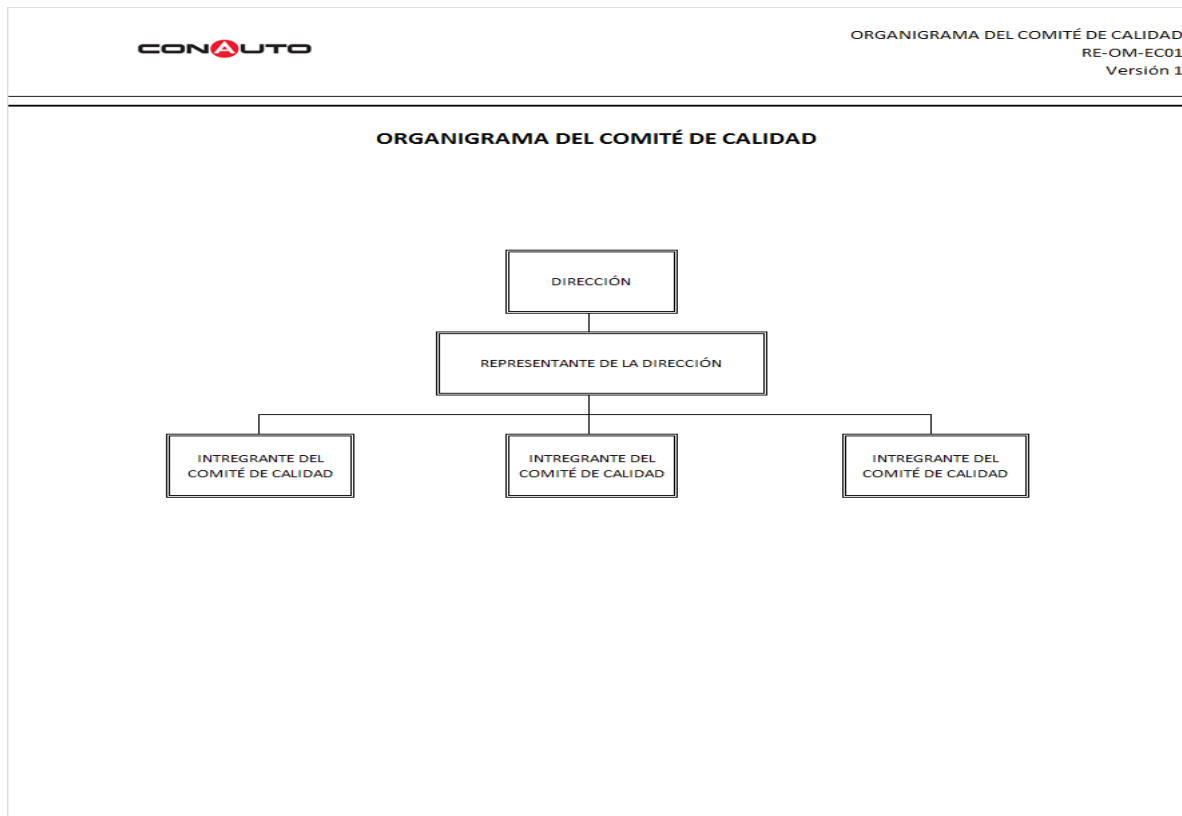 CONAUTO
ORGANIGRAMA DEL COMITÉ DE CALIDAD
RE-OM-EC01
Versión 1
ORGANIGRAMA DEL COMITÉ DE CALIDAD
DIRECCIÓN
REPRESENTANTE DE LA DIRECCIÓN
INTREGRANTE DEL
COMITÉ DE CALIDAD
INTREGRANTE DEL
COMITÉ DE CALIDAD
INTREGRANTE DEL
COMITÉ DE CALIDAD